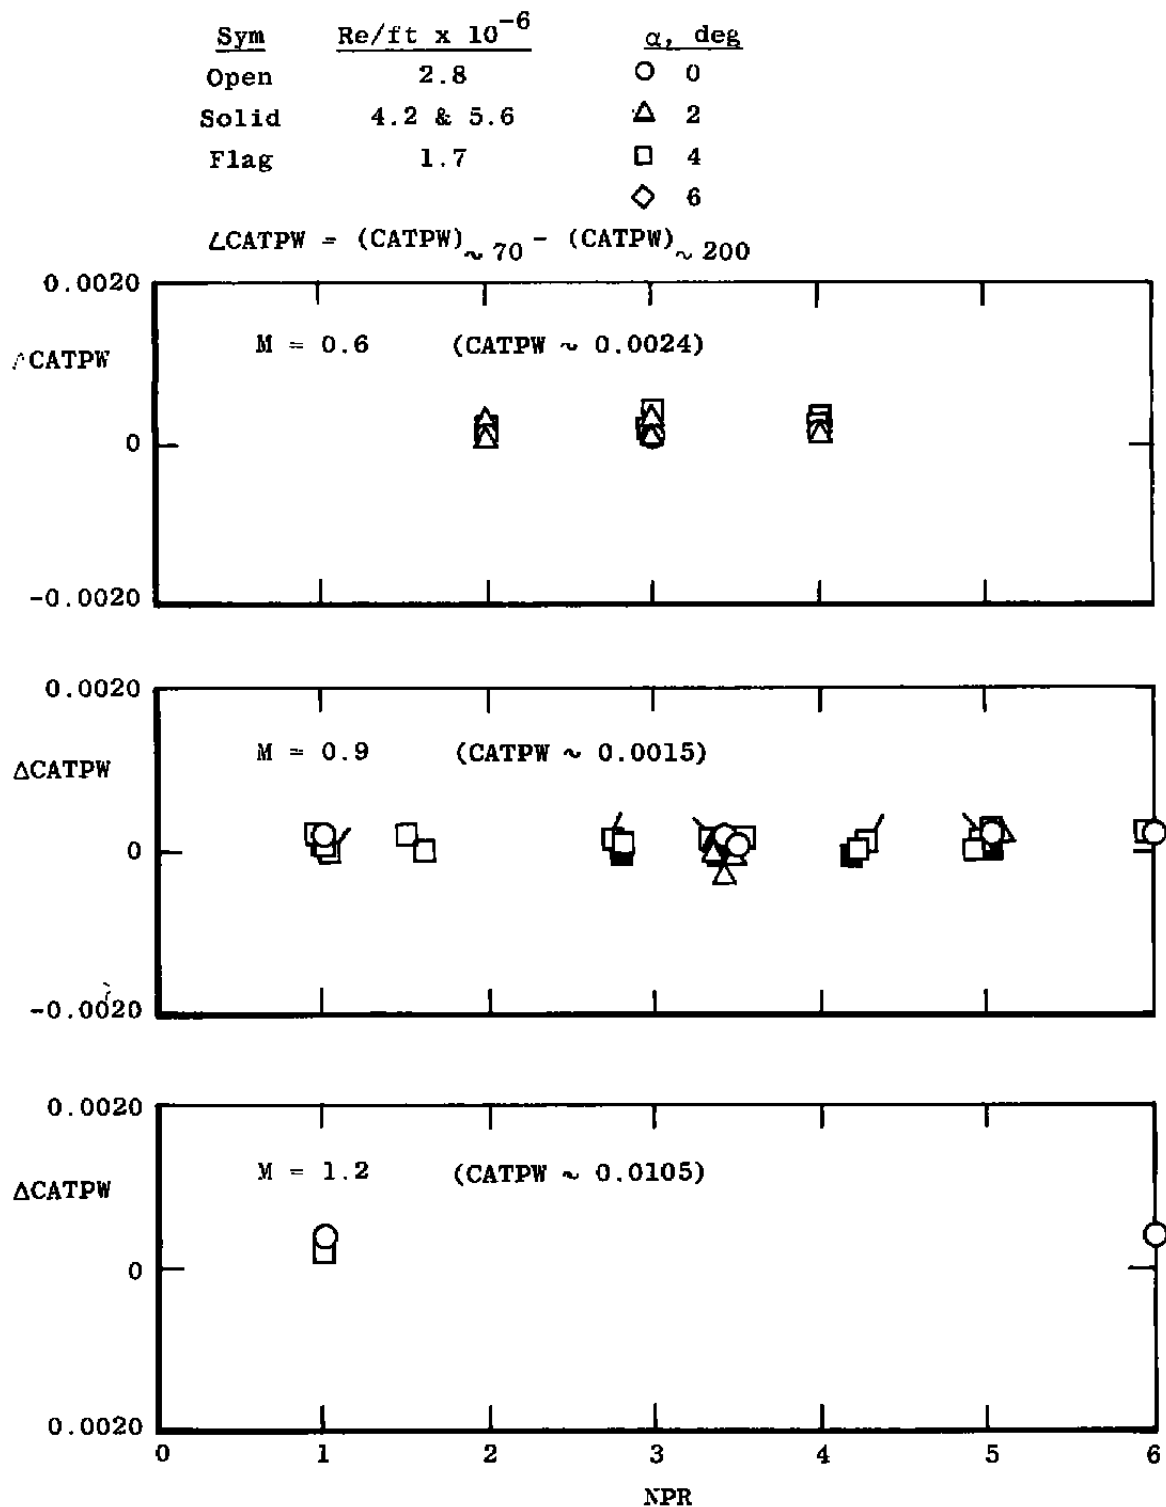 Sym Re/ft x 10^-6 α, deg
Open 2.8 ○ 0
Solid 4.2 & 5.6 △ 2
Flag 1.7 □ 4
◇ 6
∠CATPW = (CATPW)~70 - (CATPW)~200
0.0020
M = 0.6 (CATPW ~ 0.0024)
CATPW
0
-0.0020
0.0020
M = 0.9 (CATPW ~ 0.0015)
ΔCATPW
0
-0.0020
0.0020
M = 1.2 (CATPW ~ 0.0105)
ΔCATPW
0
0.0020
0 1 2 3 4 5 6
NPR